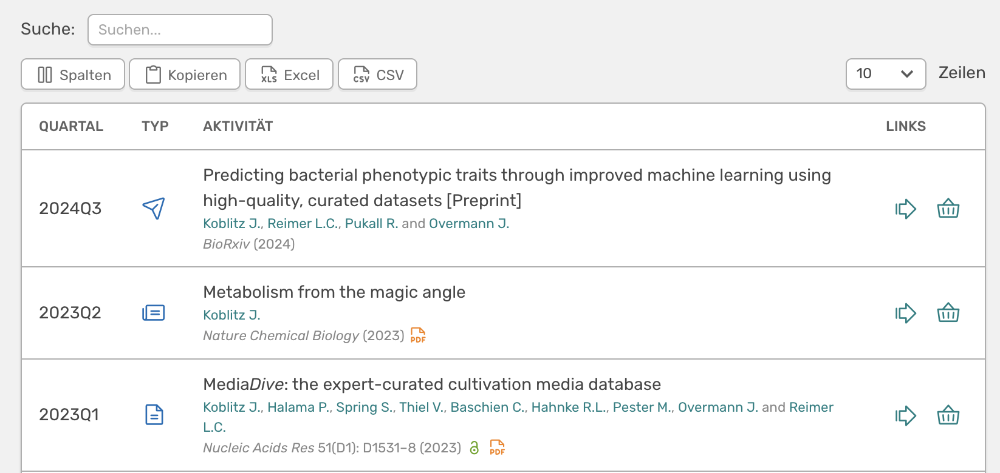 Suche: Suchen...
Spalten Kopieren XLS Excel CSV CSV 10 Zeilen
QUARTAL TYP AKTIVITÄT LINKS
Predicting bacterial phenotypic traits through improved machine learning using
high-quality, curated datasets [Preprint]
2024Q3
Koblitz J., Reimer L.C., Pukall R. and Overmann J.
BioRxiv (2024)
Metabolism from the magic angle
2023Q2
Koblitz J.
Nature Chemical Biology (2023) PDF
MediaDive: the expert-curated cultivation media database
2023Q1
Koblitz J., Halama P., Spring S., Thiel V., Baschien C., Hahnke R.L., Pester M., Overmann J. and Reimer
L.C.
Nucleic Acids Res 51(D1): D1531–8 (2023) PDF